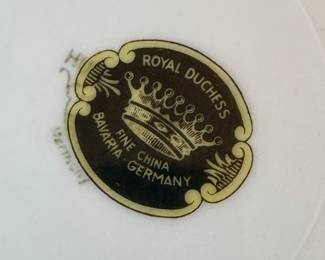 ROYAL DUCHESS
FINE CHINA
BAVARIA - GERMANY